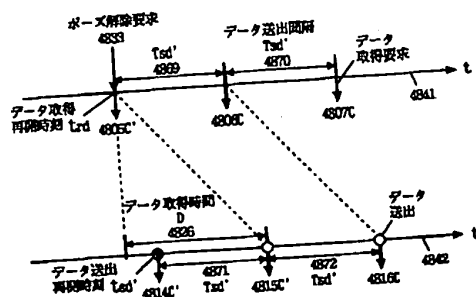 ポーズ解除要求
4833
Tsd'
4869
データ送出間隔
Tsd'
4870
データ
取得要求
t
4841
データ取得
再開時刻 trd
4805C'
4806C
4807C
データ取得時間
D
4826
データ
送出
t
4842
データ送出
再開時刻
tsd'
4814C'
4871
Tsd'
4815C'
4872
Tsd'
4816C